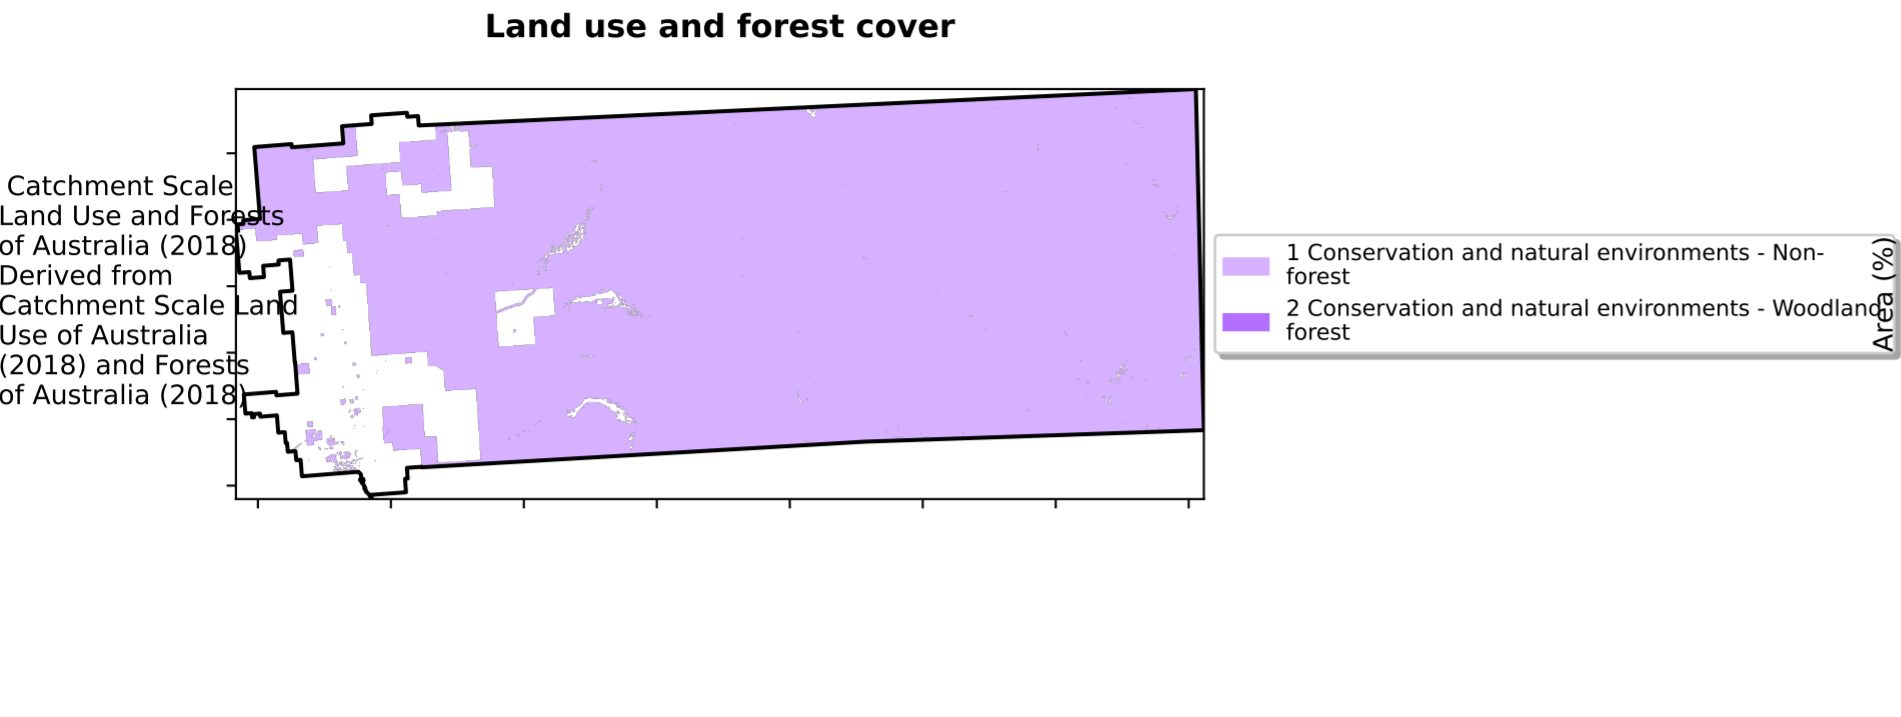 Land use and forest cover
Catchment Scale
Land Use and Forests
of Australia (2018)
Derived from
Catchment Scale Land
Use of Australia
(2018) and Forests
of Australia (2018)
1 Conservation and natural environments - Non-
forest
2 Conservation and natural environments - Woodland
forest
Area (%)